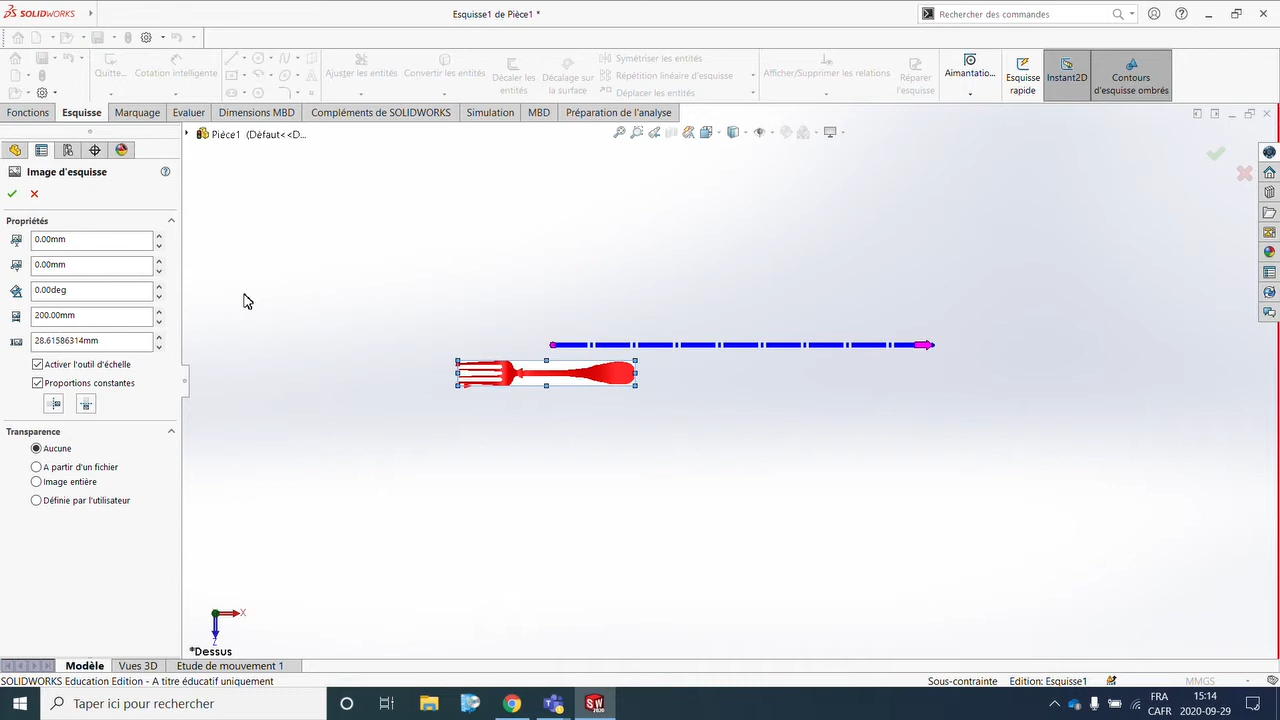 SOLIDWORKS
Esquisse1 de Pièce1 *
Rechercher des commandes
Quitte...
Cotation intelligente
Ajuster les entités
Convertir les entités
Décaler les entités
Décalage sur la surface
Symétriser les entités
Répétition linéaire d'esquisse
Déplacer les entités
Afficher/Supprimer les relations
Réparer l'esquisse
Aimantatio...
Esquisse rapide
Instant2D
Contours d'esquisse ombrés
Fonctions
Esquisse
Marquage
Evaluer
Dimensions MBD
Compléments de SOLIDWORKS
Simulation
MBD
Préparation de l'analyse
Pièce1 (Défaut<<D...
Image d'esquisse
Propriétés
0.00mm
0.00mm
0.00deg
200.00mm
28.61586314mm
Activer l'outil d'échelle
Proportions constantes
Transparence
Aucune
A partir d'un fichier
Image entière
Définie par l'utilisateur
X
Z
*Dessus
Modèle
Vues 3D
Etude de mouvement 1
SOLIDWORKS Education Edition - A titre éducatif uniquement
Sous-contrainte
Edition: Esquisse1
MMGS
Taper ici pour rechercher
SW
2020
FRA
CAFR
15:14
2020-09-29